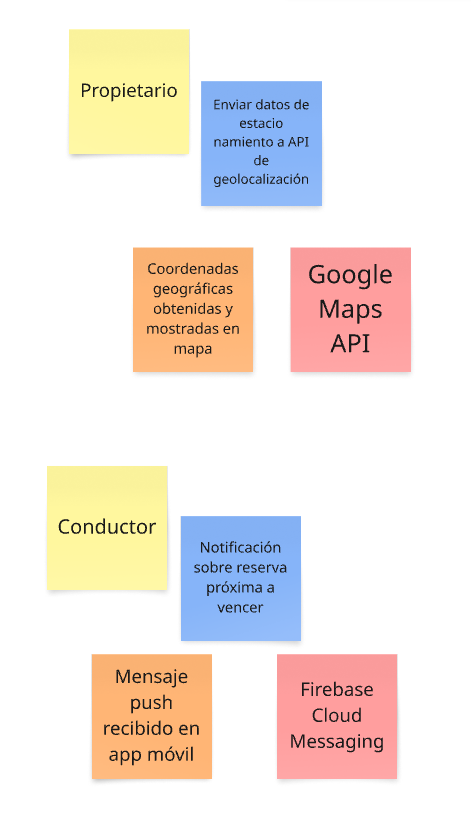 Propietario
Enviar datos de
estacio
namiento a API
de
geolocalización
Coordenadas
geográficas
obtenidas y
mostradas en
mapa
Google
Maps
API
Conductor
Notificación
sobre reserva
próxima a
vencer
Mensaje
push
recibido en
app móvil
Firebase
Cloud
Messaging